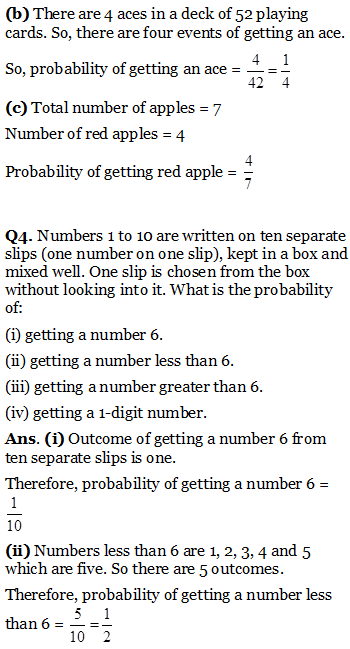 (b) There are 4 aces in a deck of 52 playing
cards. So, there are four events of getting an ace.
So, probability of getting an ace = 4/42 = 1/4
(c) Total number of apples = 7
Number of red apples = 4
Probability of getting red apple = 4/7
Q4. Numbers 1 to 10 are written on ten separate
slips (one number on one slip), kept in a box and
mixed well. One slip is chosen from the box
without looking into it. What is the probability
of:
(i) getting a number 6.
(ii) getting a number less than 6.
(iii) getting a number greater than 6.
(iv) getting a 1-digit number.
Ans. (i) Outcome of getting a number 6 from
ten separate slips is one.
Therefore, probability of getting a number 6 =
1/10
(ii) Numbers less than 6 are 1, 2, 3, 4 and 5
which are five. So there are 5 outcomes.
Therefore, probability of getting a number less
than 6 = 5/10 = 1/2